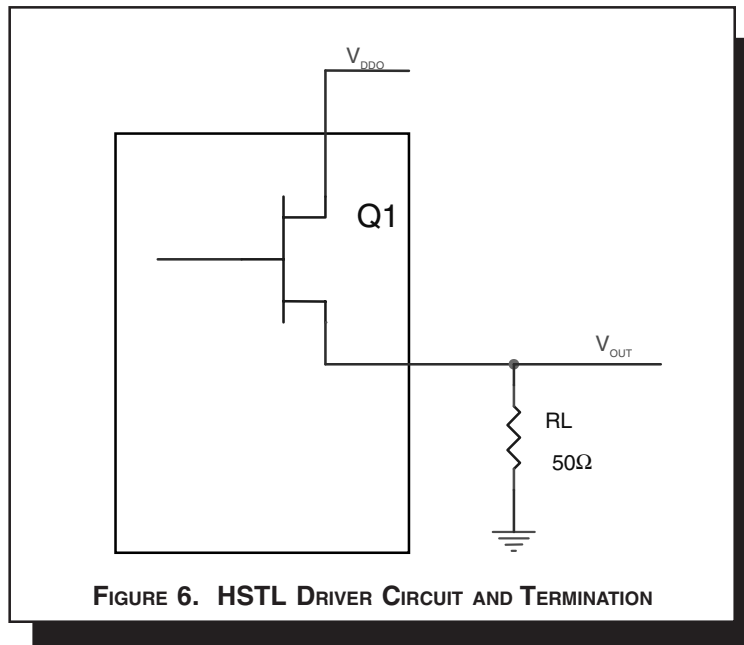 VDDO
Q1
VOUT
RL
50Ω
FIGURE 6. HSTL DRIVER CIRCUIT AND TERMINATION